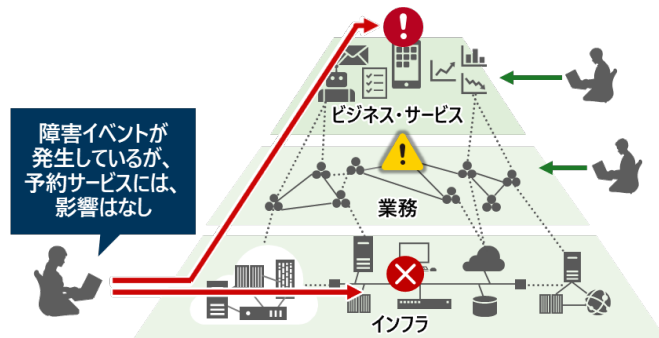 ビジネス・サービス
障害イベントが
発生しているが、
予約サービスには、
影響はなし
業務
インフラ